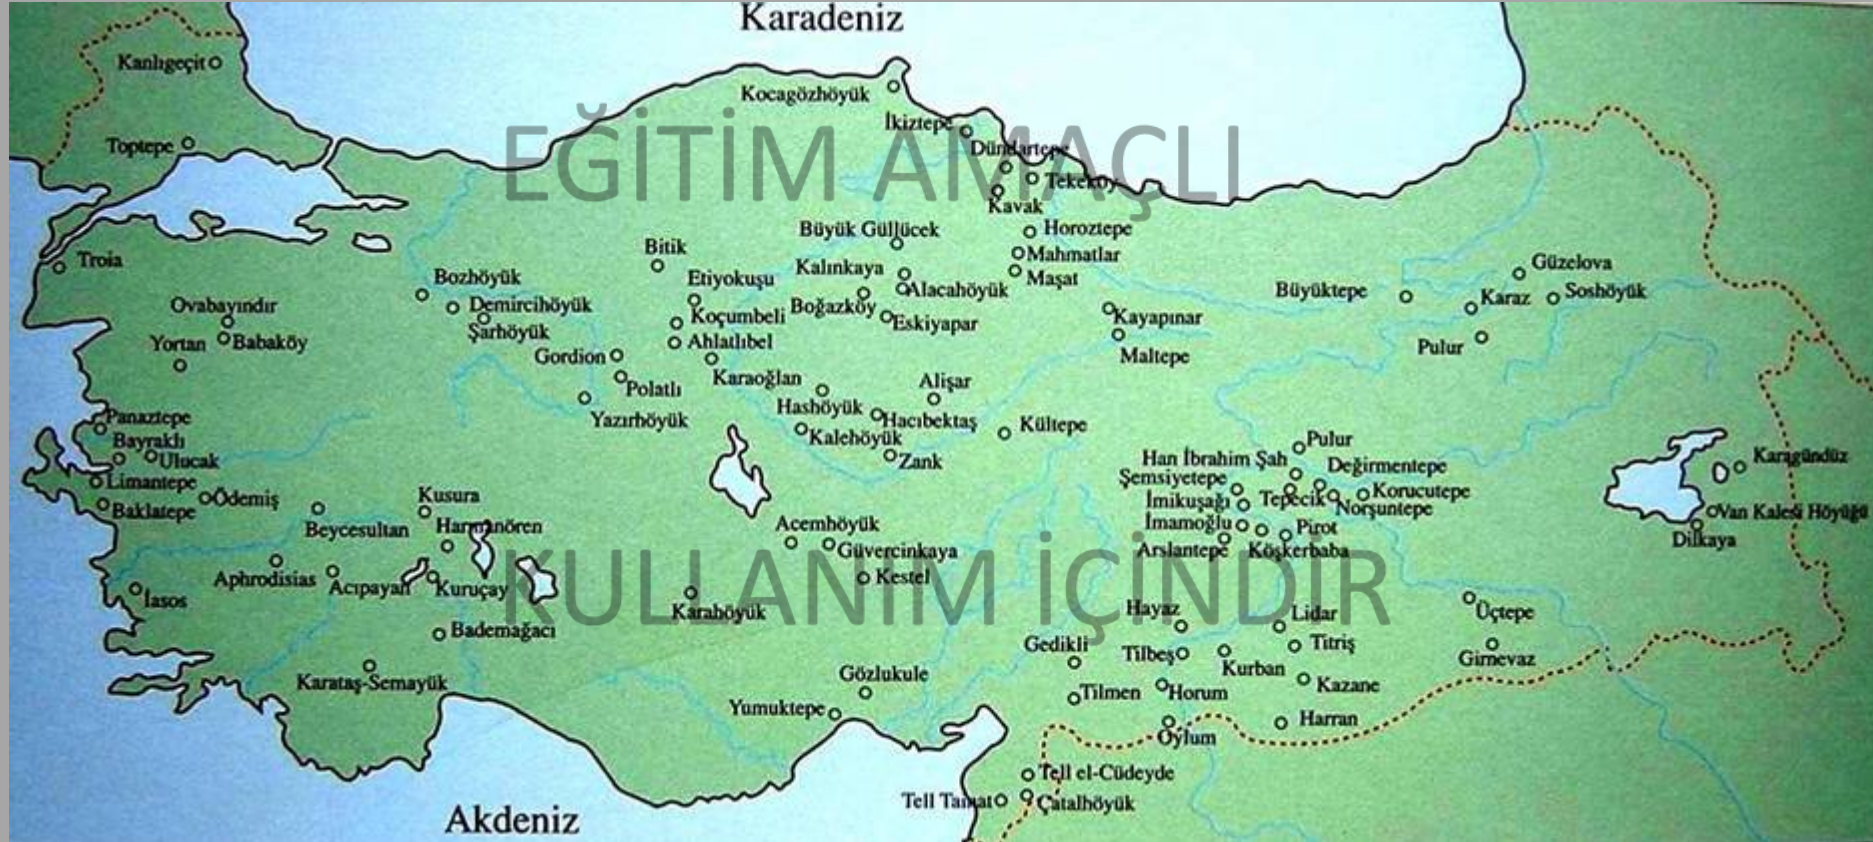 Karadeniz
Kanlıgeçit
Kocagözhöyük
EĞİTİM AMAÇLI
İkiztepe
Toptepe
Dündartepe
Tekeköy
Kavak
Büyük Güllücek
Horoztepe
Bitik
Mahmatlar
Troia
Kalınkaya
Güzelova
Bozhöyük
Etiyokuşu
Maşat
Alacahöyük
Büyüktepe
Soshöyük
Karaz
Ovabayındır
Demircihöyük
Boğazköy
Koçumbeli
Kayapınar
Eskiyapar
Şarhöyük
Yortan
Babaköy
Ahlatlıbel
Pulur
Gordion
Maltepe
Karaoğlan
Alişar
Polatlı
Hashöyük
Panaztepe
Yazırhöyük
Hacıbektaş
Kültepe
Bayraklı
Kalehöyük
Pulur
Ulucak
Zank
Han İbrahim Şah
Değirmentepe
Karagündüz
Limantepe
Şemsiyetepe
Ödemiş
Kusura
İmikuşağı
Tepecik
Korucutepe
Baklatepe
Norşuntepe
Van Kalesi Höyüğü
Beycesultan
Harmanören
Acemhöyük
İmamoğlu
Pirot
Dilkaya
Güvercinkaya
Arslantepe
Köşkerbaba
Aphrodisias
Acıpayan
Kuruçay
Kestel
KULLANIM İÇİNDİR
Iasos
Karahöyük
Hayaz
Lidar
Üçtepe
Bademağacı
Gedikli
Tilbeş
Titriş
Girnevaz
Karataş-Semayük
Gözlukule
Kurban
Kazane
Yumuktepe
Tilmen
Horum
Harran
Oylum
Tell el-Cüdeyde
Tell Tainat
Çatalhöyük
Akdeniz